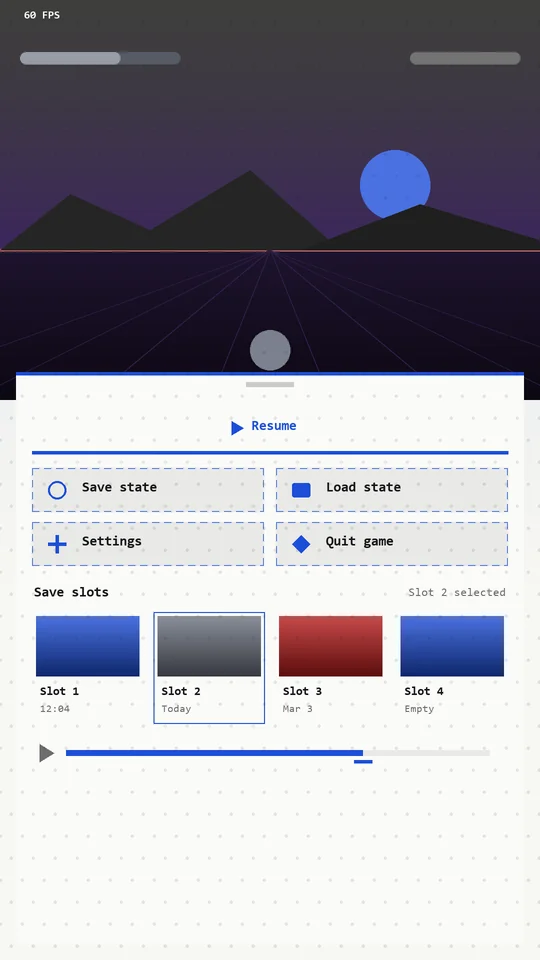 60 FPS
Resume
Save state
Load state
Settings
Quit game
Save slots
Slot 2 selected
Slot 1
12:04
Slot 2
Today
Slot 3
Mar 3
Slot 4
Empty